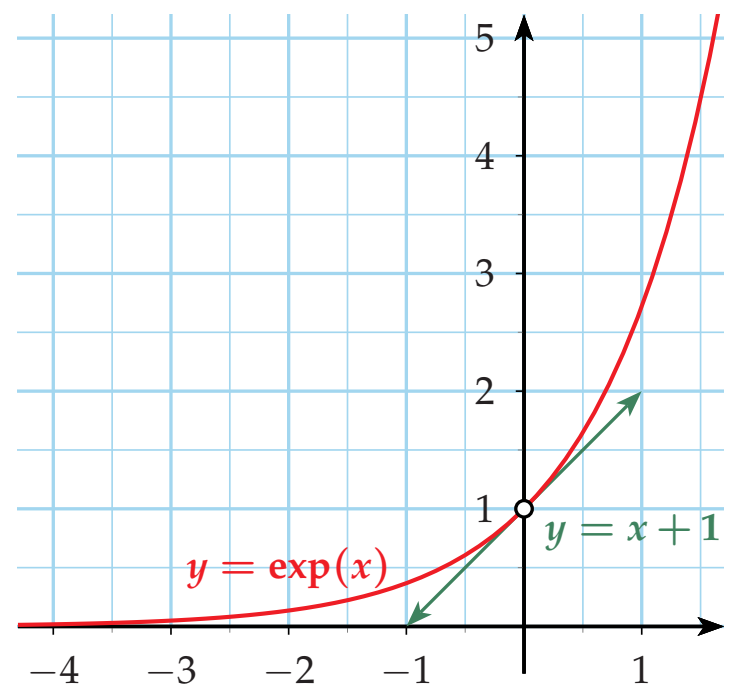 5
4
3
2
1
y = x + 1
y = exp(x)
−4 −3 −2 −1 1